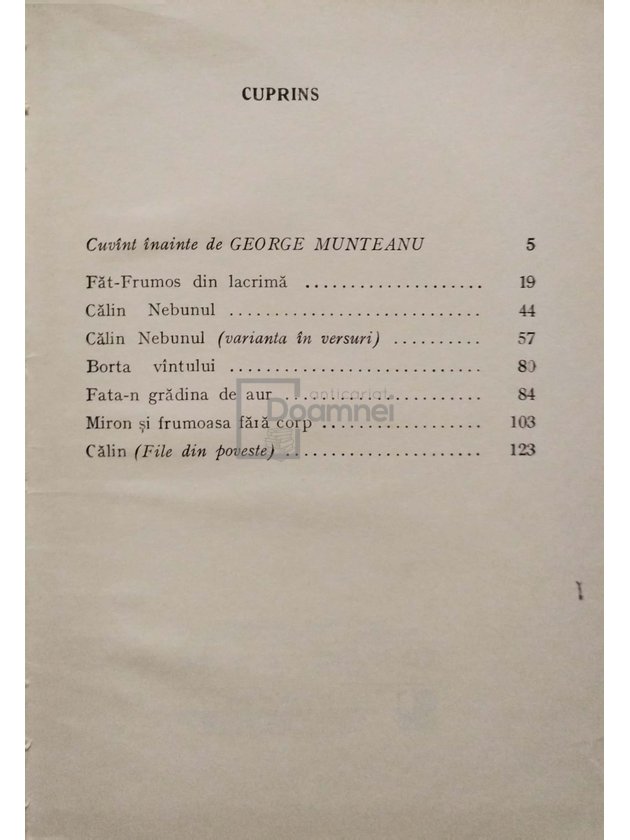 CUPRINS
Cuvînt înainte de GEORGE MUNTEANU 5
Făt-Frumos din lacrimă .................... 19
Călin Nebunul ............................ 44
Călin Nebunul (varianta în versuri) .......... 57
Borta vîntului ............................ 80
Fata-n grădina de aur ...................... 84
anticariat
Doamnei
Miron și frumoasa fără corp .................. 103
Călin (File din poveste) ...................... 123